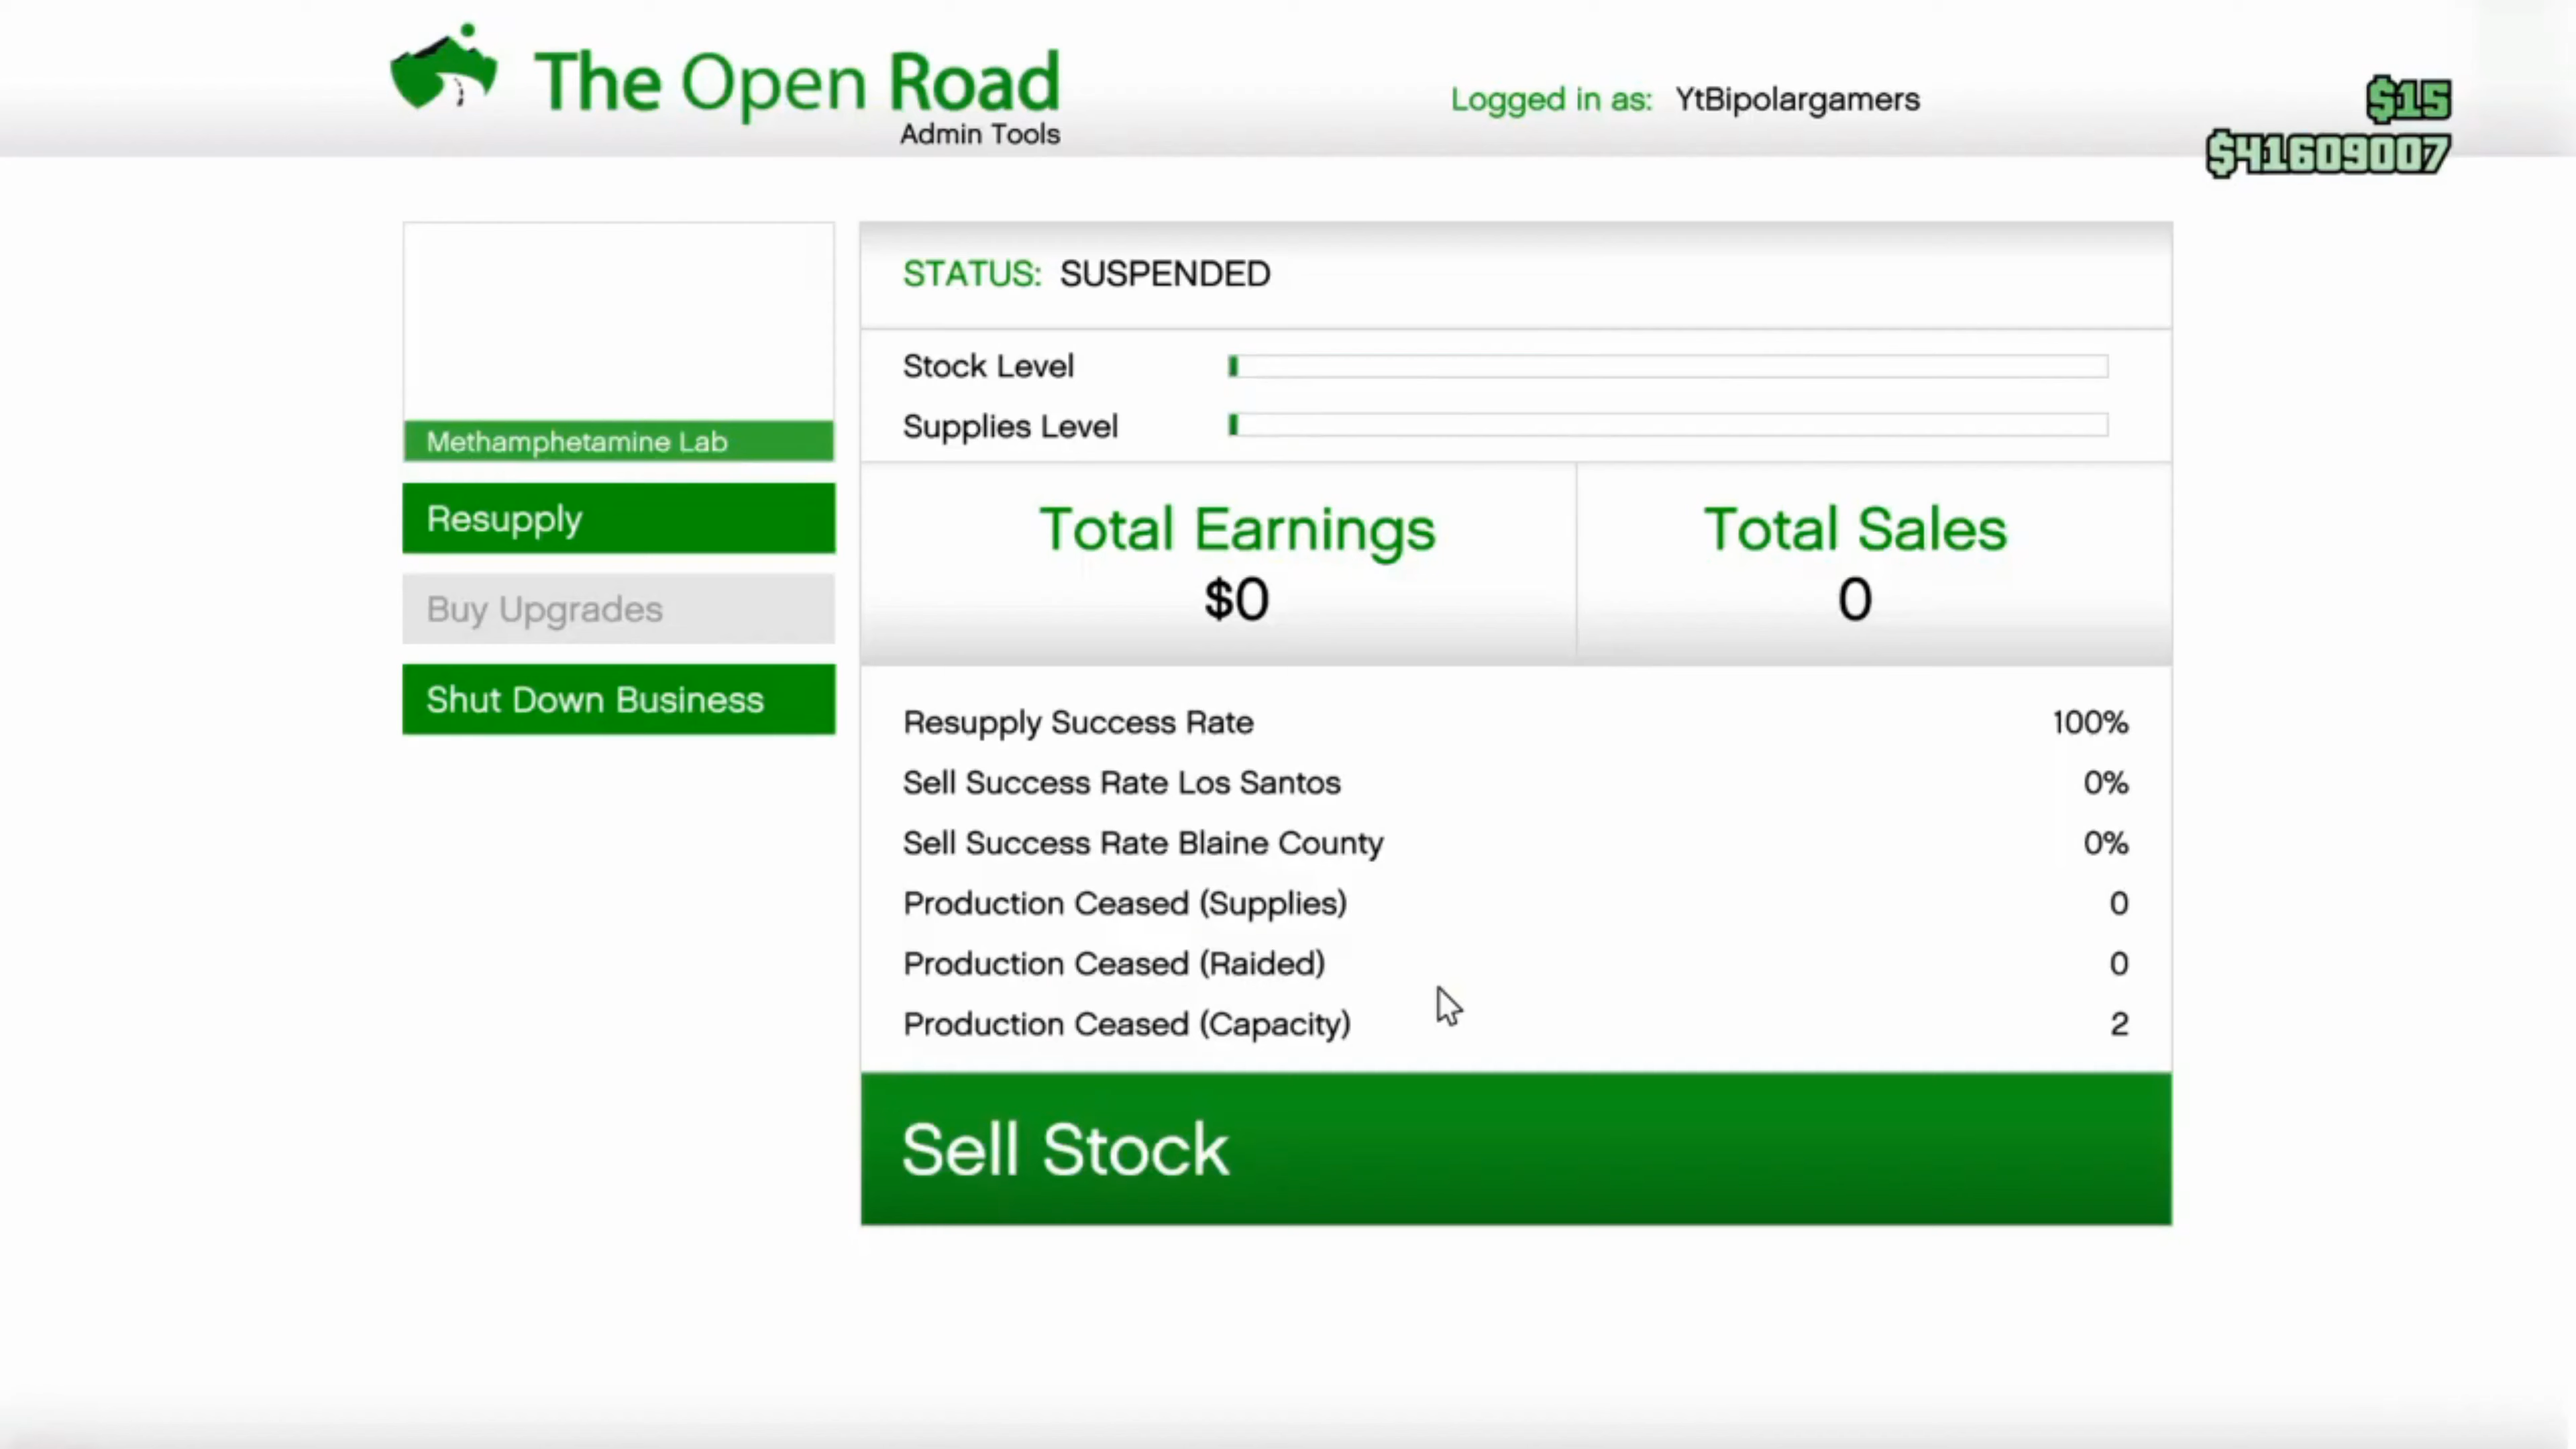 The Open Road
Admin Tools
Logged in as: YtBipolargamers
$15
$41609007
Methamphetamine Lab
Resupply
Buy Upgrades
Shut Down Business
STATUS: SUSPENDED
Stock Level
Supplies Level
Total Earnings
$0
Total Sales
0
Resupply Success Rate 100%
Sell Success Rate Los Santos 0%
Sell Success Rate Blaine County 0%
Production Ceased (Supplies) 0
Production Ceased (Raided) 0
Production Ceased (Capacity) 2
Sell Stock